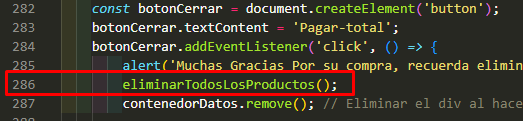 282 const botonCerrar = document.createElement('button');
283 botonCerrar.textContent = 'Pagar-total';
284 botonCerrar.addEventListener('click', () => {
285 alert('Muchas Gracias Por su compra, recuerda elimin
286 eliminarTodosLosProductos();
287 contenedorDatos.remove(); // Eliminar el div al hace